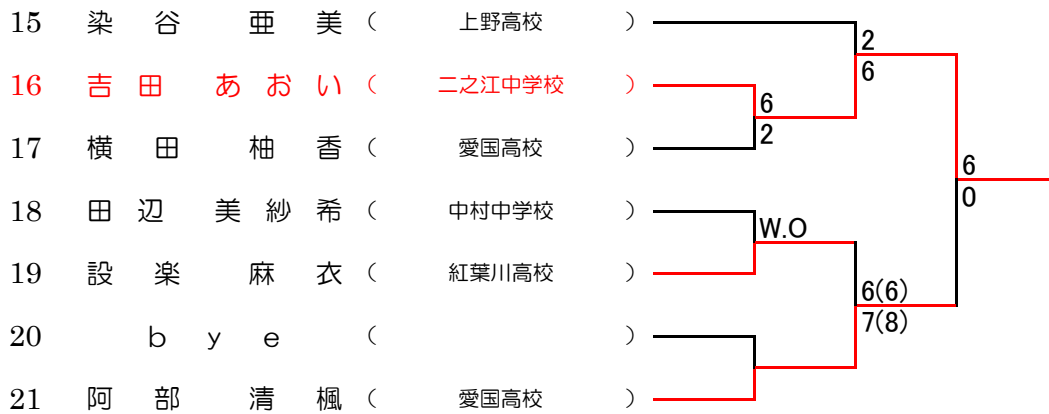 15 染谷 亜美 ( 上野高校 )
2
16 吉田 あおい ( 二之江中学校 )
6
6
17 横田 柚香 ( 愛国高校 )
2
6
0
18 田辺 美紗希 ( 中村中学校 )
W.O
19 設楽 麻衣 ( 紅葉川高校 )
6(6)
7(8)
20 bye ( )
21 阿部 清楓 ( 愛国高校 )